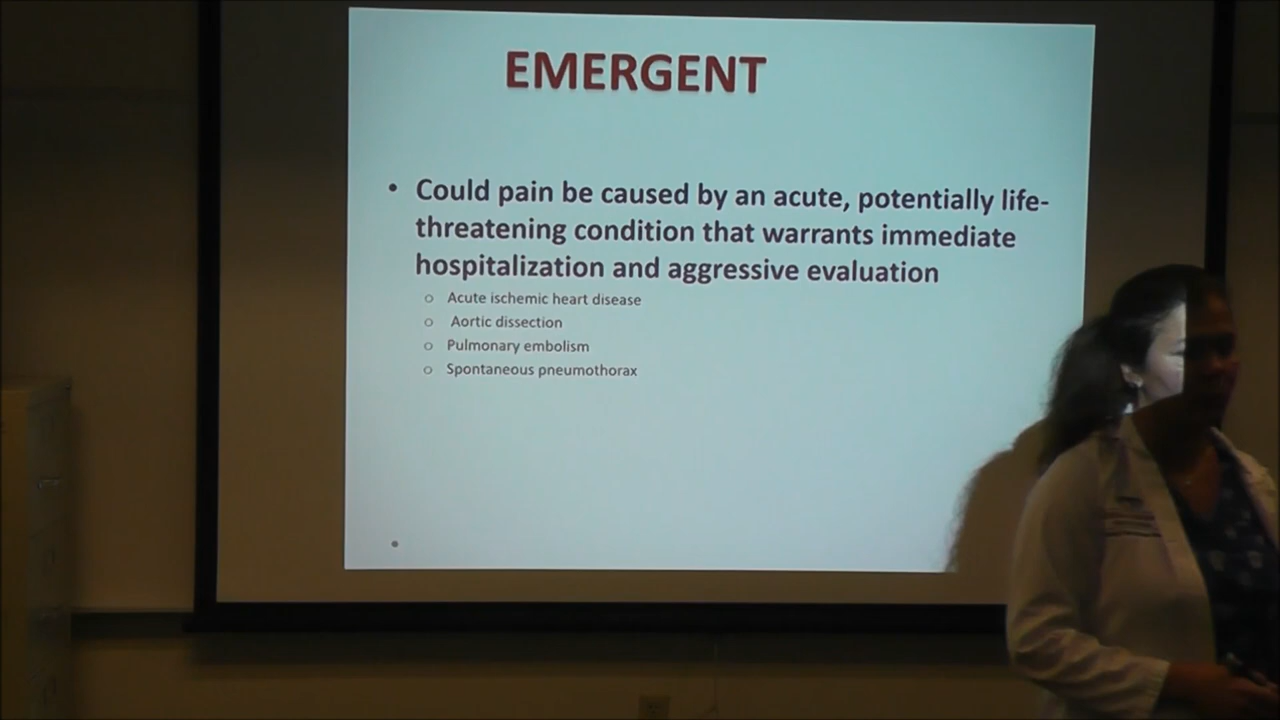 EMERGENT
• Could pain be caused by an acute, potentially life-
threatening condition that warrants immediate
hospitalization and aggressive evaluation
o Acute ischemic heart disease
o Aortic dissection
o Pulmonary embolism
o Spontaneous pneumothorax
•